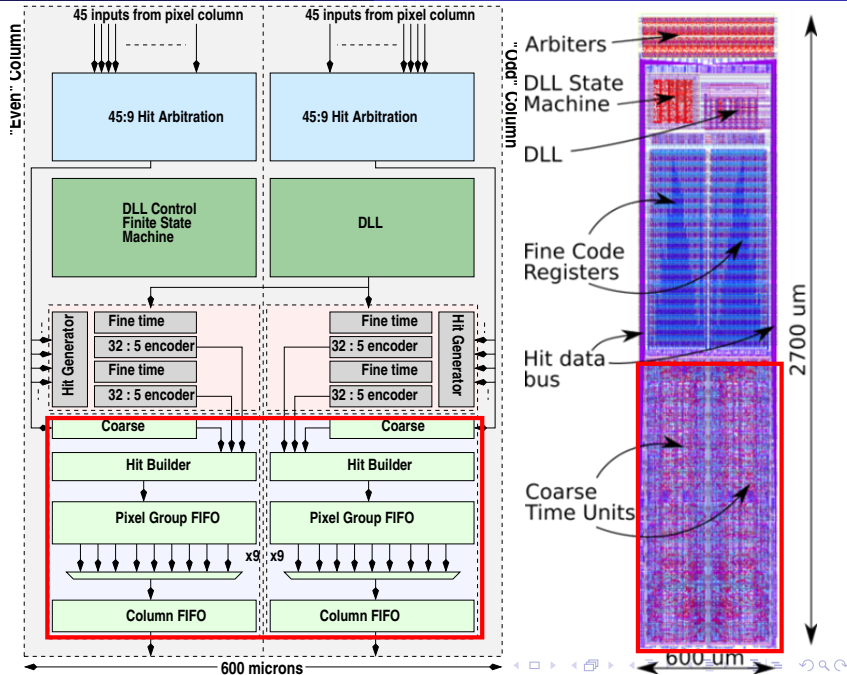 45 inputs from pixel column
45 inputs from pixel column
"Even" Column
"Odd" Column
45:9 Hit Arbitration
45:9 Hit Arbitration
DLL Control
Finite State
Machine
DLL
Hit Generator
Fine time
32 : 5 encoder
Fine time
32 : 5 encoder
Fine time
32 : 5 encoder
Fine time
32 : 5 encoder
Hit Generator
Coarse
Coarse
Hit Builder
Hit Builder
Pixel Group FIFO
Pixel Group FIFO
x9
x9
Column FIFO
Column FIFO
600 microns
Arbiters
DLL State
Machine
DLL
Fine Code
Registers
Hit data
bus
Coarse
Time Units
2700 um
600 um